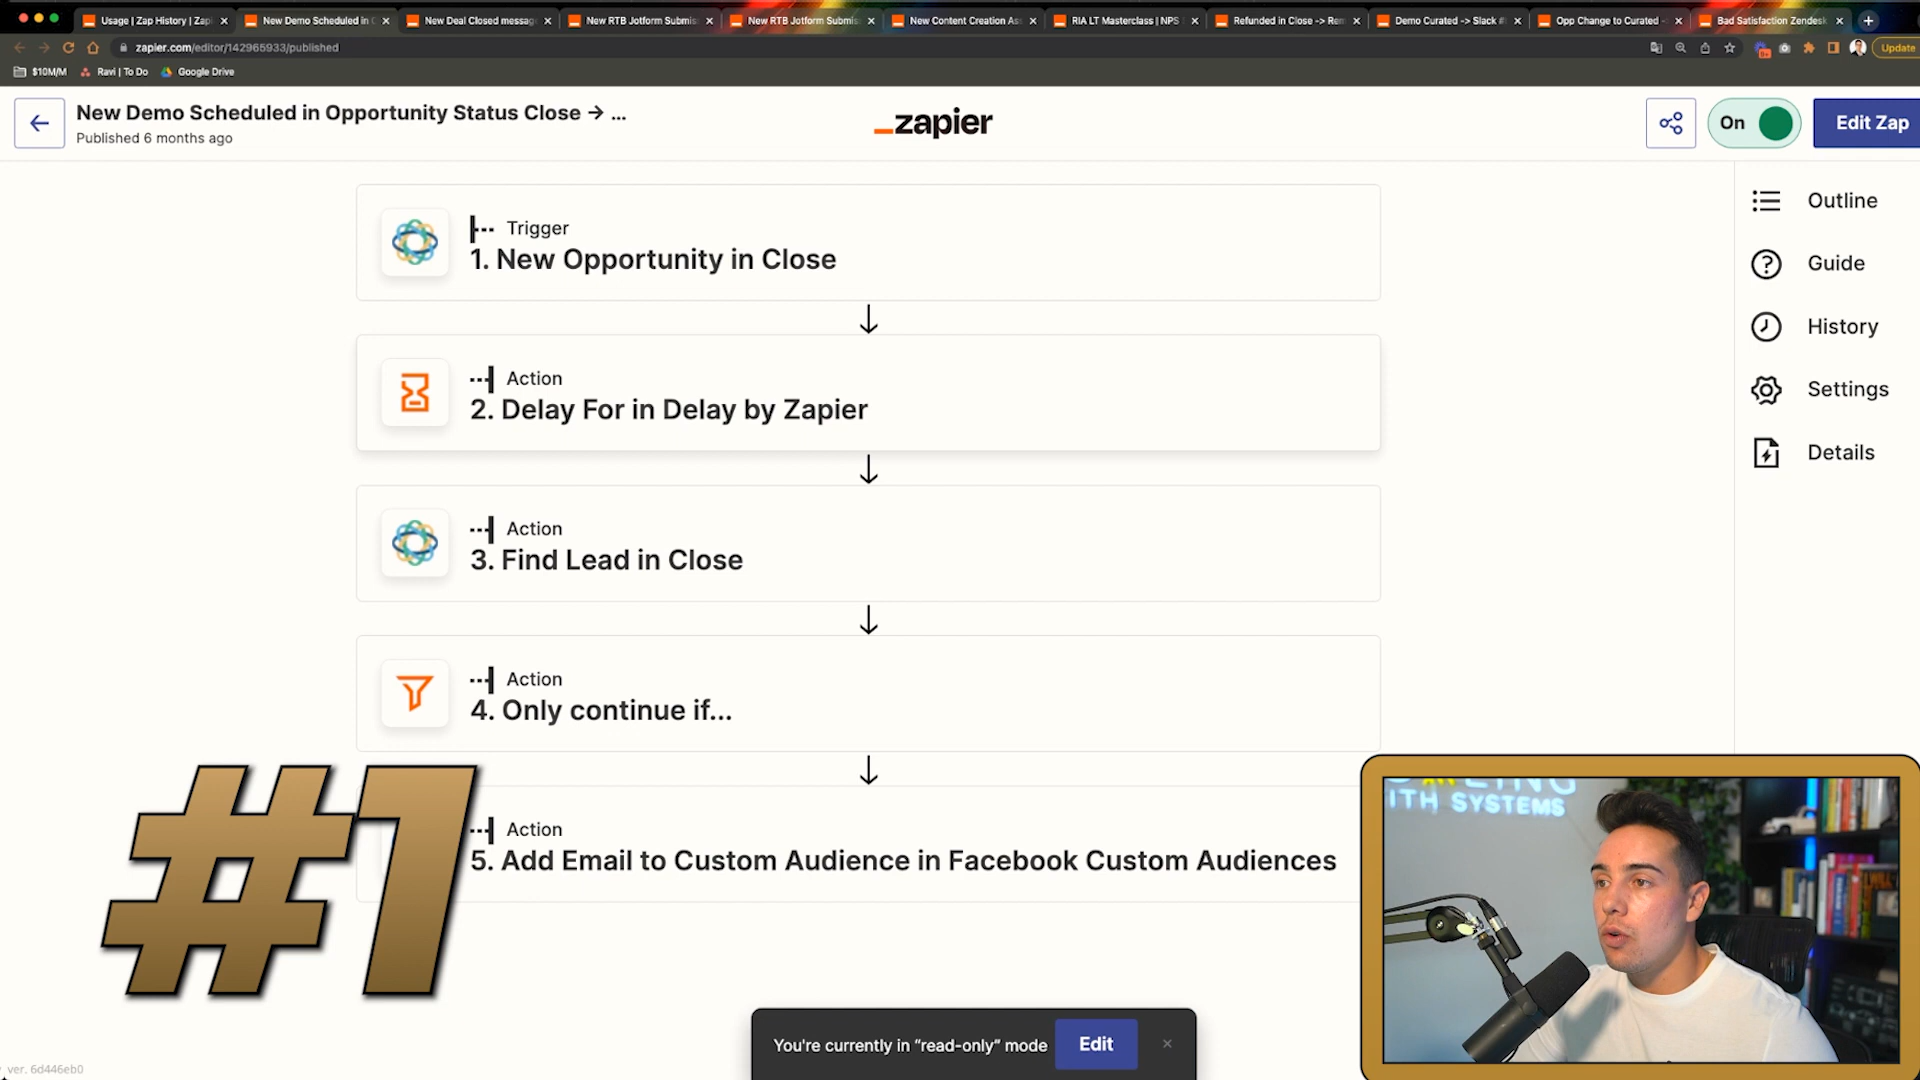 Usage | Zap History | Zapi
New Demo Scheduled in O
New Deal Closed messag
New RTB Jotform Submis
New RTB Jotform Submis
New Content Creation As
RIA LT Masterclass | NPS
Refunded in Close -> Rem
Demo Curated -> Slack #
Opp Change to Curated -
Bad Satisfaction Zendesk
zapier.com/editor/142965933/published
Update
$10M/M
Ravi | To Do
Google Drive
New Demo Scheduled in Opportunity Status Close → ...
Published 6 months ago
_zapier
On
Edit Zap
Trigger
1. New Opportunity in Close
Action
2. Delay For in Delay by Zapier
Action
3. Find Lead in Close
Action
4. Only continue if...
Action
5. Add Email to Custom Audience in Facebook Custom Audiences
Outline
Guide
History
Settings
Details
#1
ITH SYSTEMS
You're currently in “read-only” mode
Edit
ver. 6d446eb0